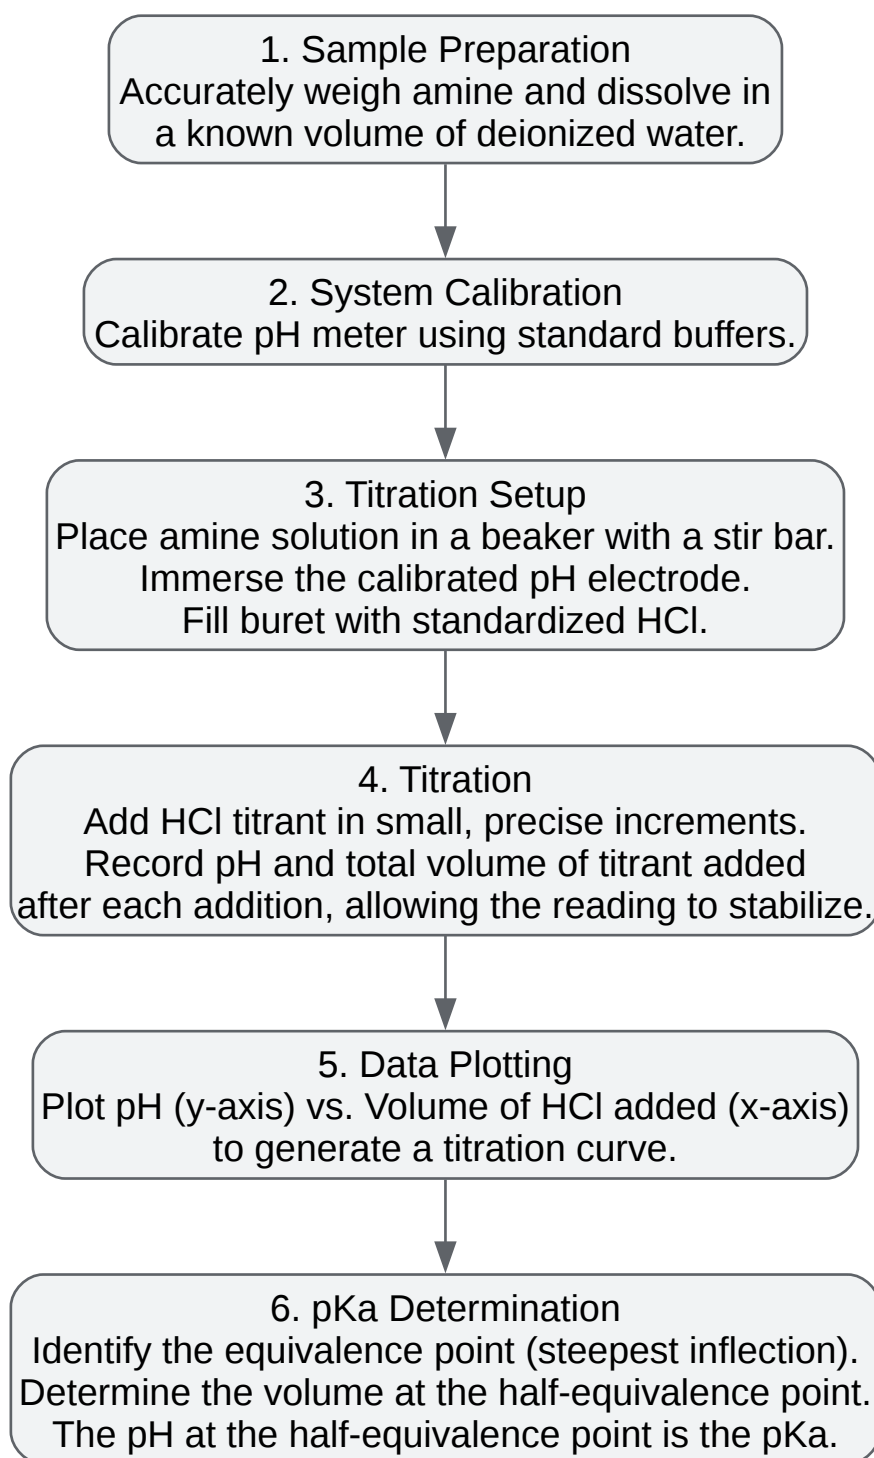 1. Sample Preparation
Accurately weigh amine and dissolve in
a known volume of deionized water.
2. System Calibration
Calibrate pH meter using standard buffers.
3. Titration Setup
Place amine solution in a beaker with a stir bar.
Immerse the calibrated pH electrode.
Fill buret with standardized HCl.
4. Titration
Add HCl titrant in small, precise increments.
Record pH and total volume of titrant added
after each addition, allowing the reading to stabilize.
5. Data Plotting
Plot pH (y-axis) vs. Volume of HCl added (x-axis)
to generate a titration curve.
6. pKa Determination
Identify the equivalence point (steepest inflection).
Determine the volume at the half-equivalence point.
The pH at the half-equivalence point is the pKa.